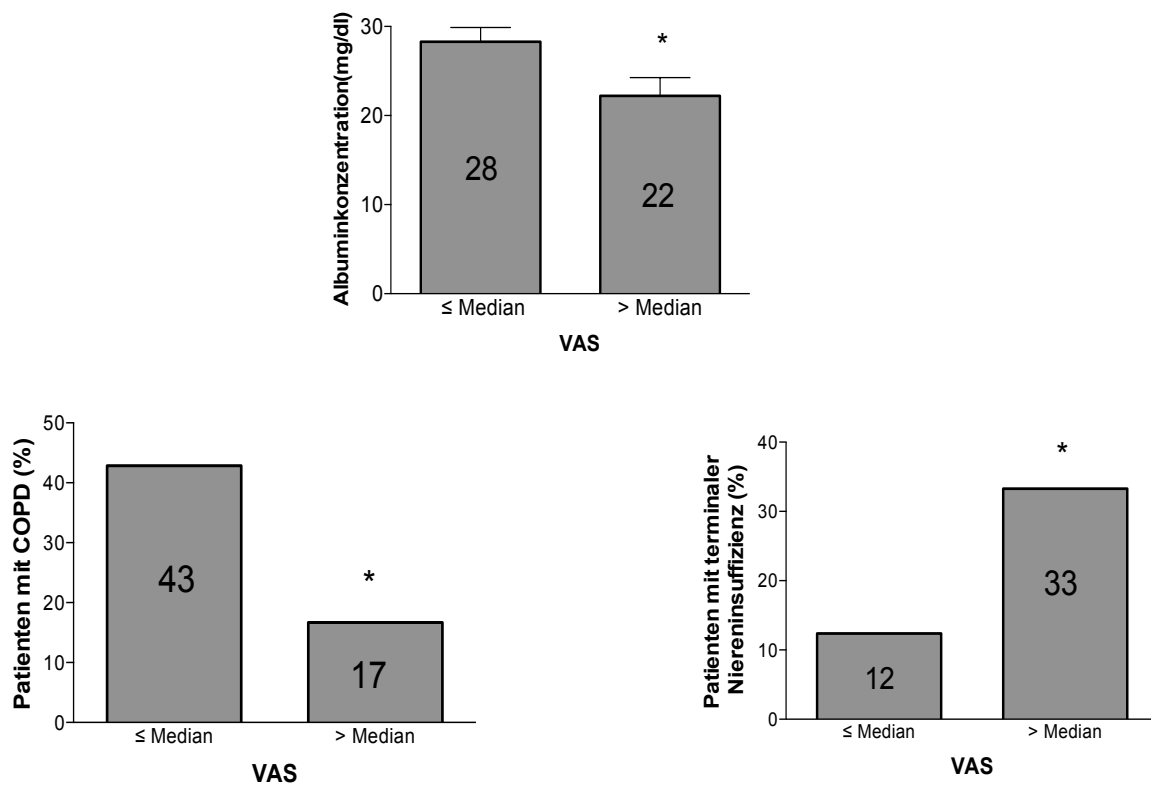 Albuminkonzentration(mg/dl)
30
20
10
0
*
28
22
≤ Median
> Median
VAS
Patienten mit COPD (%)
50
40
30
20
10
0
43
*
17
≤ Median
> Median
VAS
Patienten mit terminaler
Niereninsuffizienz (%)
40
30
20
10
0
*
12
33
≤ Median
> Median
VAS